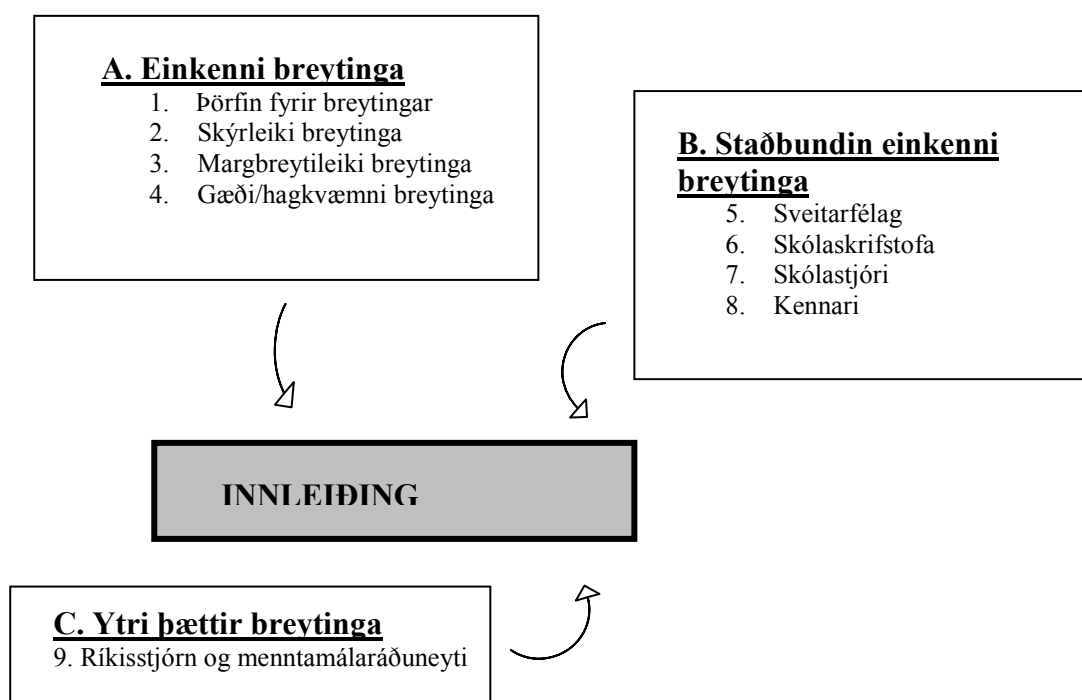 A. Einkenni breytinga
1. Þörfin fyrir breytingar
2. Skýrleiki breytinga
3. Margbreytileiki breytinga
4. Gæði/hagkvæmni breytinga
B. Staðbundin einkenni
breytinga
5. Sveitarfélag
6. Skólaskrifstofa
7. Skólastjóri
8. Kennari
INNLEIÐING
C. Ytri þættir breytinga
9. Ríkisstjórn og menntamálaráðuneyti